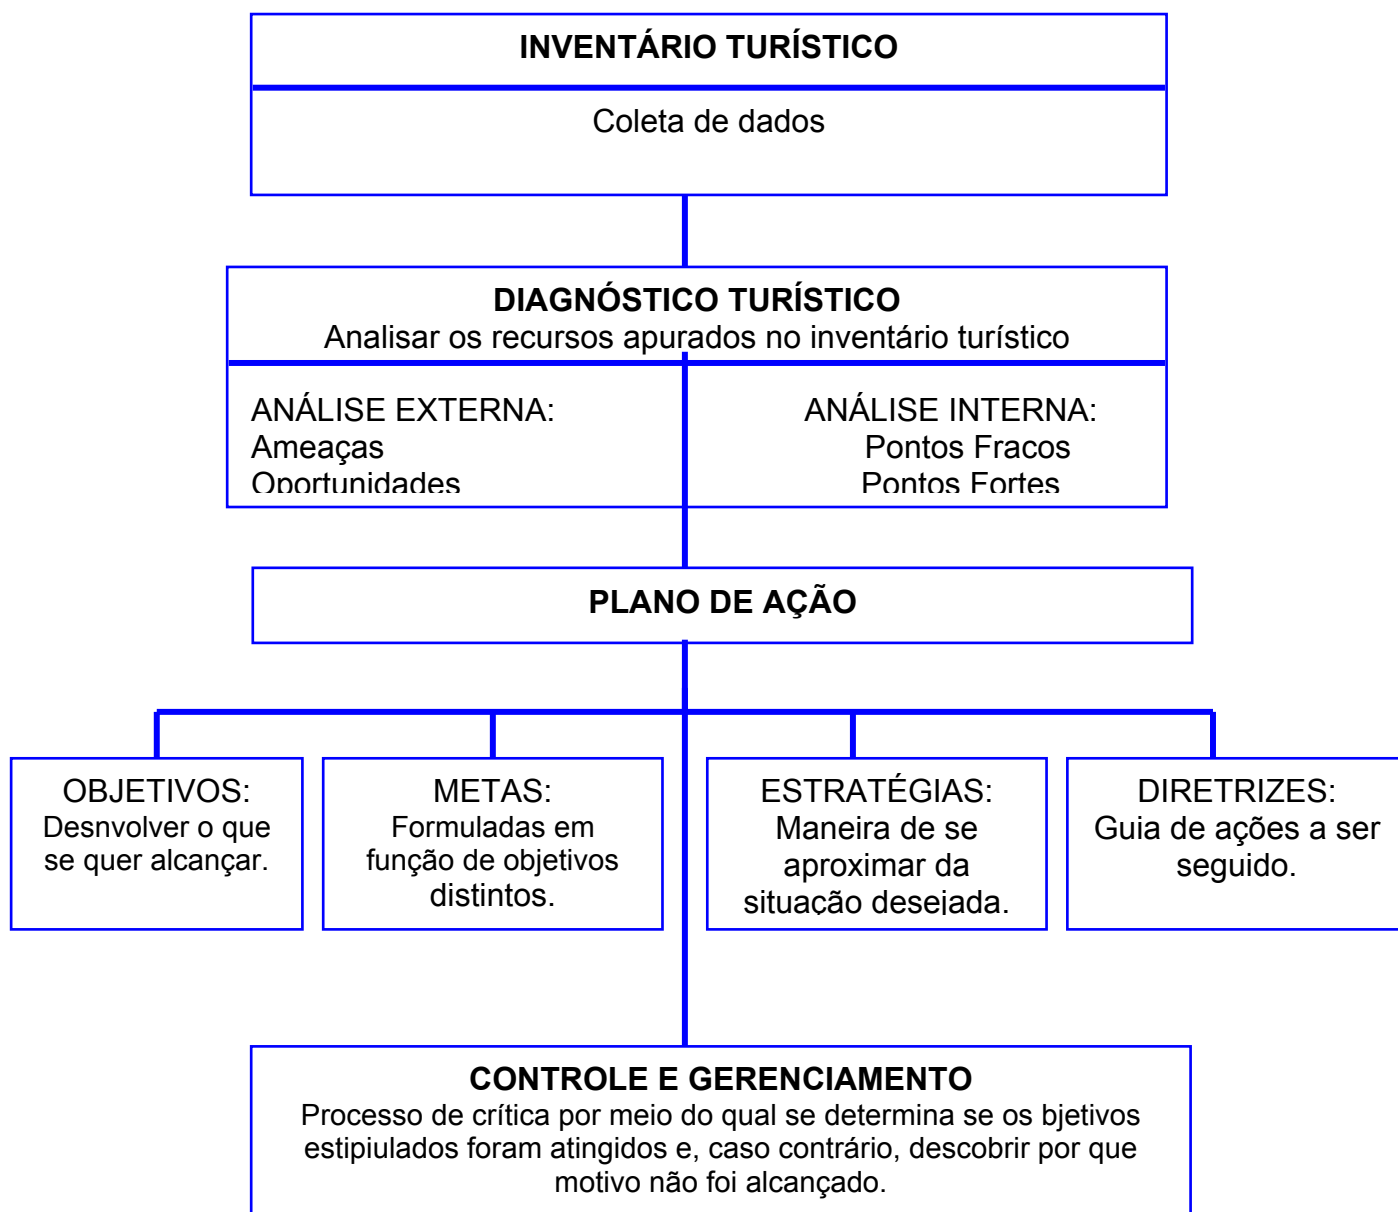 INVENTÁRIO TURÍSTICO
Coleta de dados
DIAGNÓSTICO TURÍSTICO
Analisar os recursos apurados no inventário turístico
ANÁLISE EXTERNA:
Ameaças
Oportunidades
ANÁLISE INTERNA:
Pontos Fracos
Pontos Fortes
PLANO DE AÇÃO
OBJETIVOS:
Desnvolver o que
se quer alcançar.
METAS:
Formuladas em
função de objetivos
distintos.
ESTRATÉGIAS:
Maneira de se
aproximar da
situação desejada.
DIRETRIZES:
Guia de ações a ser
seguido.
CONTROLE E GERENCIAMENTO
Processo de crítica por meio do qual se determina se os bjetivos
estipiulados foram atingidos e, caso contrário, descobrir por que
motivo não foi alcançado.